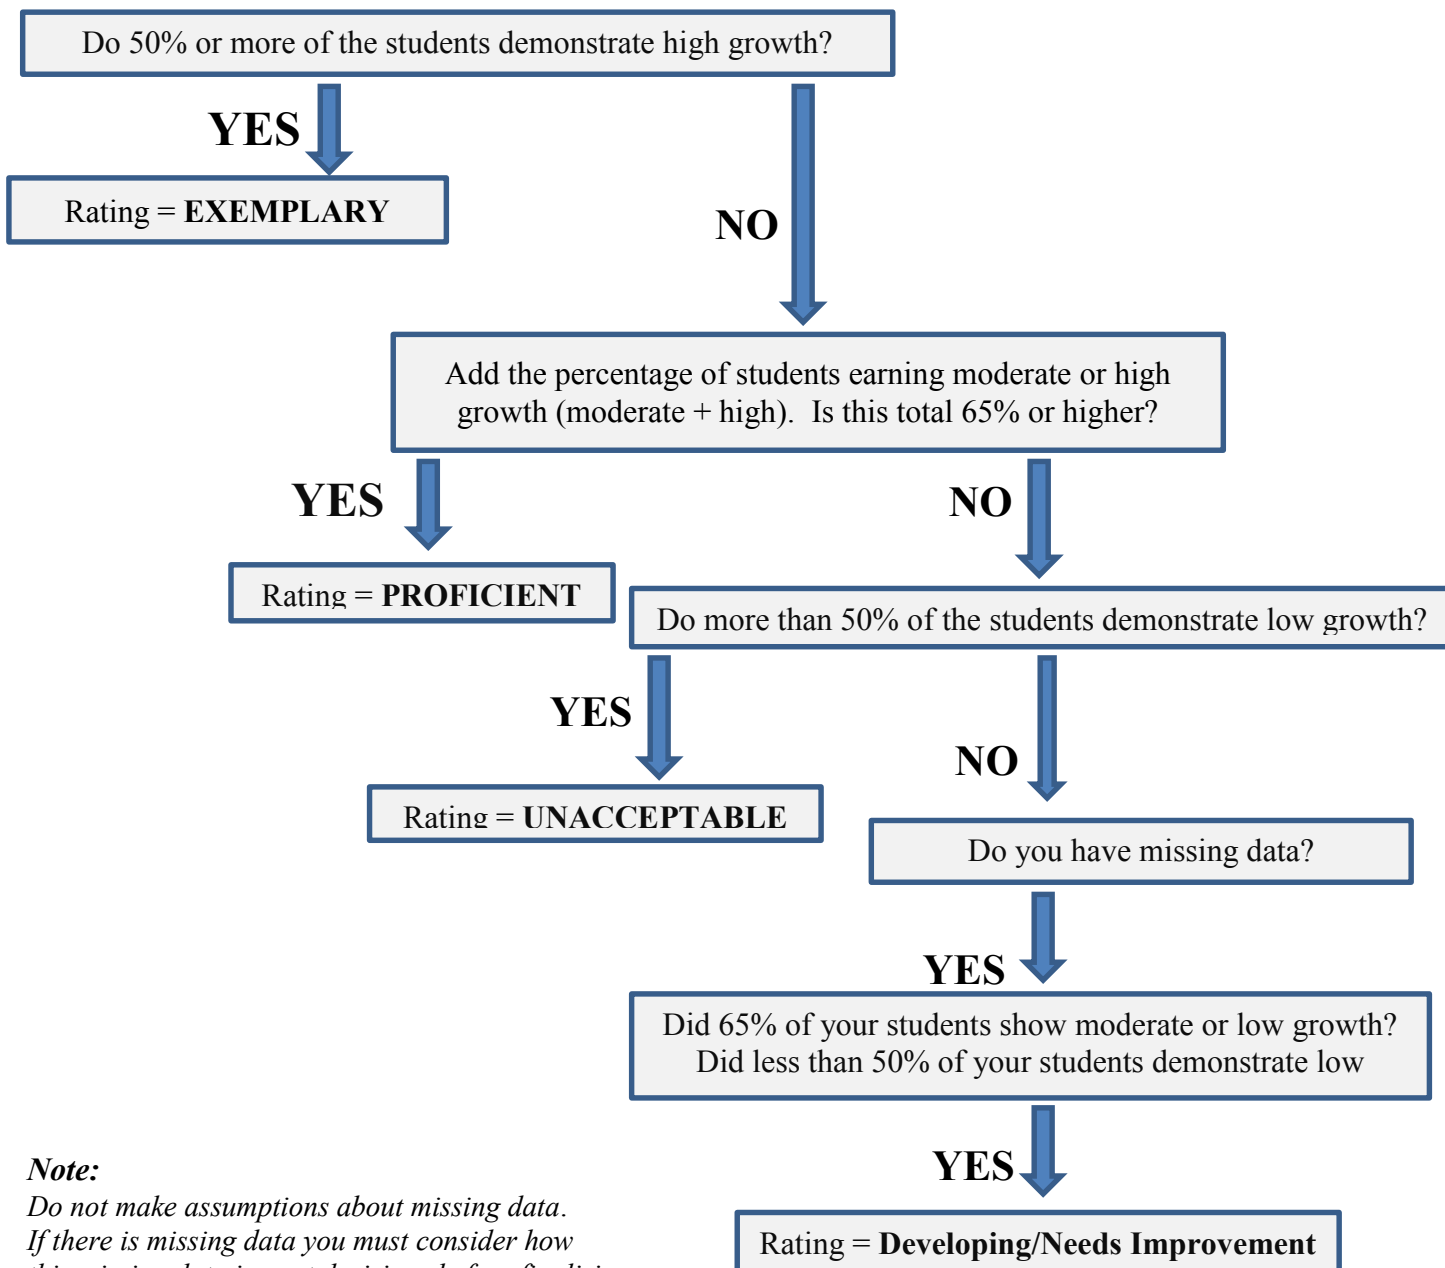 Do 50% or more of the students demonstrate high growth?
YES
Rating = EXEMPLARY
NO
Add the percentage of students earning moderate or high
growth (moderate + high). Is this total 65% or higher?
YES
NO
Rating = PROFICIENT
Do more than 50% of the students demonstrate low growth?
YES
NO
Rating = UNACCEPTABLE
Do you have missing data?
YES
Did 65% of your students show moderate or low growth?
Did less than 50% of your students demonstrate low
YES
Rating = Developing/Needs Improvement
Note:
Do not make assumptions about missing data.
If there is missing data you must consider how